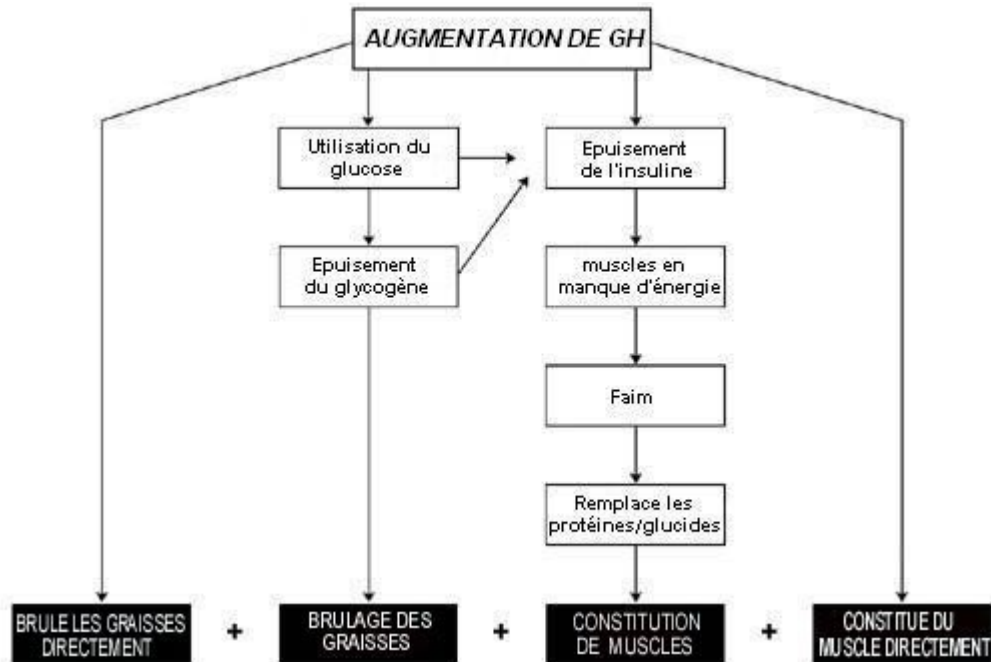 AUGMENTATION DE GH
Utilisation du
glucose
Epuisement
de l'insuline
Epuisement
du glycogène
muscles en
manque d'énergie
Faim
Remplace les
protéines/glucides
BRULE LES GRAISSES
DIRECTEMENT
+
BRULAGE DES
GRAISSES
+
CONSTITUTION
DE MUSCLES
+
CONSTITUE DU
MUSCLE DIRECTEMENT